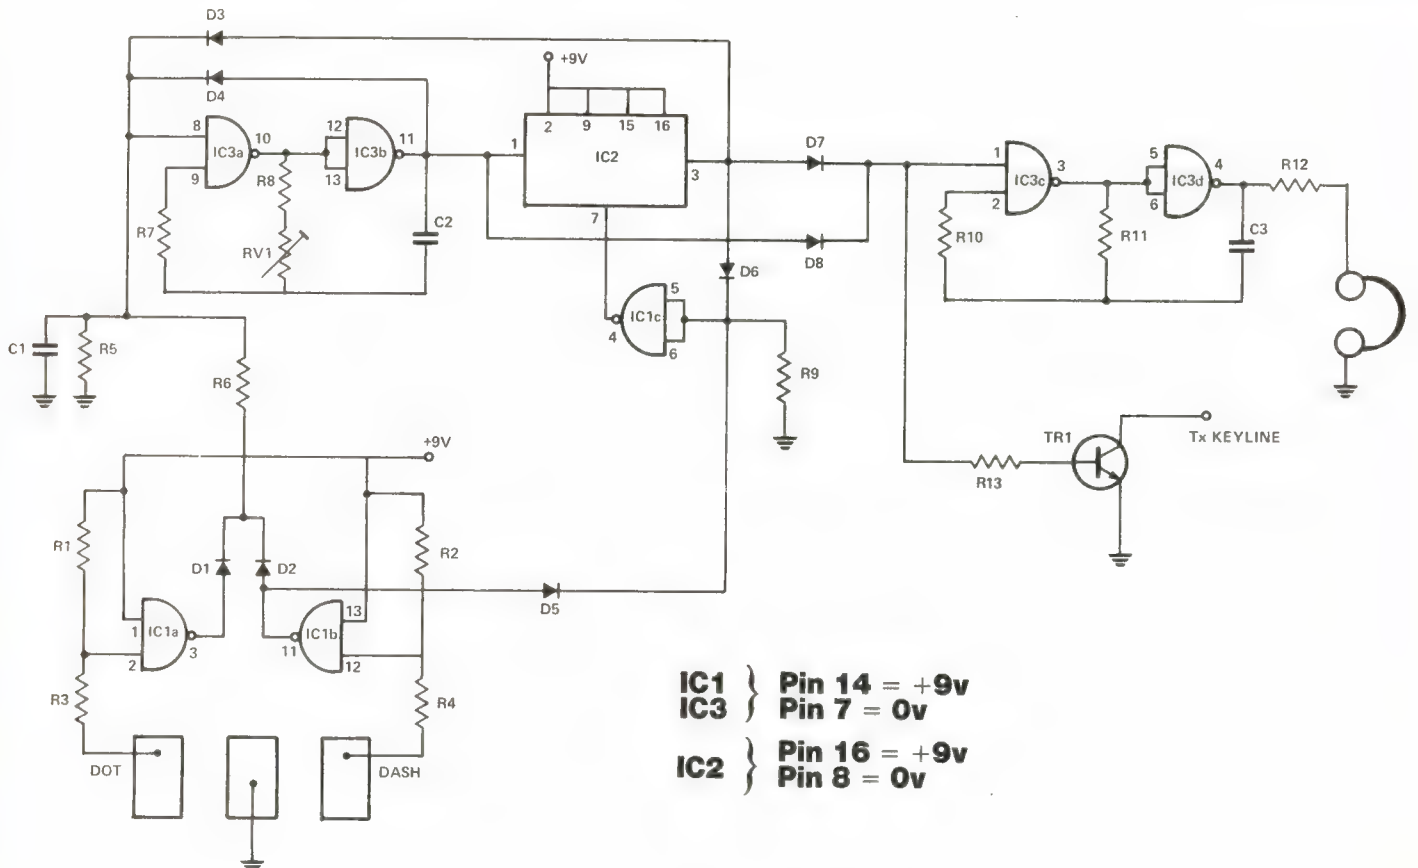 D3
+9V
D4
8
10
12
11
IC3a
IC3b
9
13
R8
R7
RV1
C2
2
9
15
16
1
IC2
3
7
D7
D8
D6
5
IC1c
4
6
R9
1
3
IC3c
2
5
4
IC3d
6
R12
R10
R11
C3
C1
R5
R6
TR1
Tx KEYLINE
R13
+9V
R1
D1
D2
R2
D5
1
IC1a
3
2
13
IC1b
11
12
R3
R4
DOT
DASH
IC1 } Pin 14 = +9v
IC3 } Pin 7 = 0v
IC2 } Pin 16 = +9v
Pin 8 = 0v